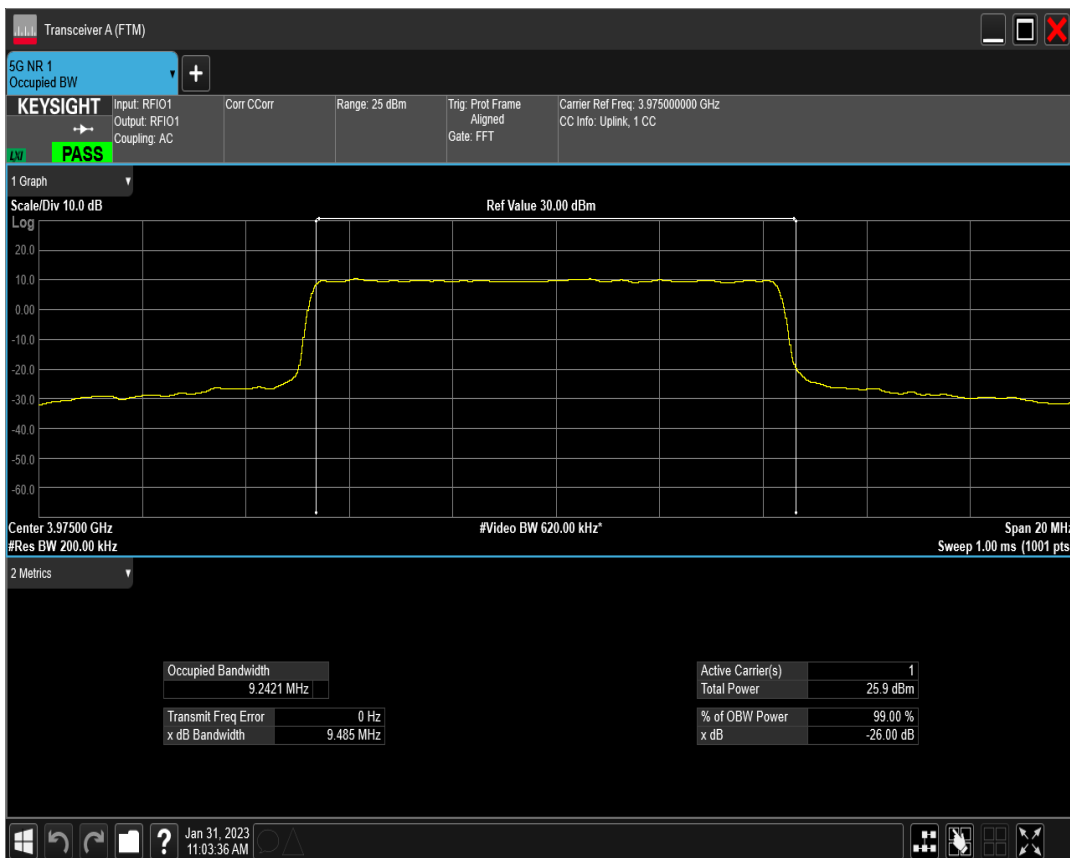 Transceiver A (FTM)
5G NR 1
Occupied BW
+
KEYSIGHT
LXI
PASS
Input: RFIO1
Output: RFIO1
Coupling: AC
Corr CCorr
Range: 25 dBm
Trig: Prot Frame
Aligned
Gate: FFT
Carrier Ref Freq: 3.975000000 GHz
CC Info: Uplink, 1 CC
1 Graph
Scale/Div 10.0 dB
Ref Value 30.00 dBm
Log
20.0
10.0
0.00
-10.0
-20.0
-30.0
-40.0
-50.0
-60.0
Center 3.97500 GHz
#Video BW 620.00 kHz*
Span 20 MHz
#Res BW 200.00 kHz
Sweep 1.00 ms (1001 pts
2 Metrics
Occupied Bandwidth
9.2421 MHz
Transmit Freq Error 0 Hz
x dB Bandwidth 9.485 MHz
Active Carrier(s) 1
Total Power 25.9 dBm
% of OBW Power 99.00 %
x dB -26.00 dB
?
Jan 31, 2023
11:03:36 AM